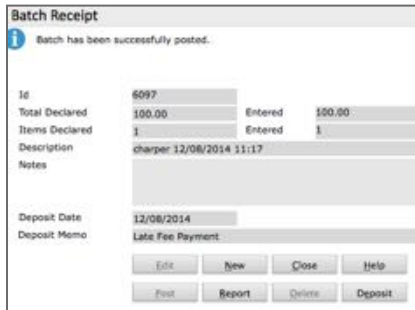 Batch Receipt
Batch has been successfully posted.
Id 6097
Total Declared 100.00 Entered 100.00
Items Declared 1 Entered 1
Description charper 12/08/2014 11:17
Notes
Deposit Date 12/08/2014
Deposit Memo Late Fee Payment
Edit New Close Help
Post Report Delete Deposit